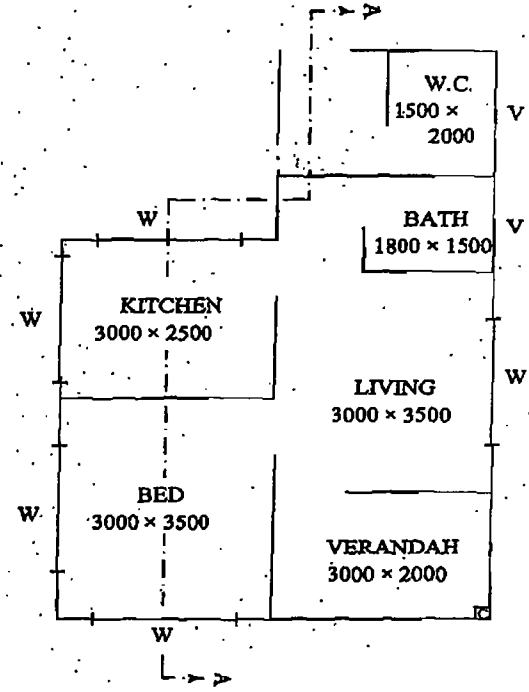 A
W.C.
1500 ×
2000
V
W
BATH
1800 × 1500
V
KITCHEN
3000 × 2500
W
LIVING
3000 × 3500
W
BED
3000 × 3500
W
VERANDAH
3000 × 2000
C
W
A